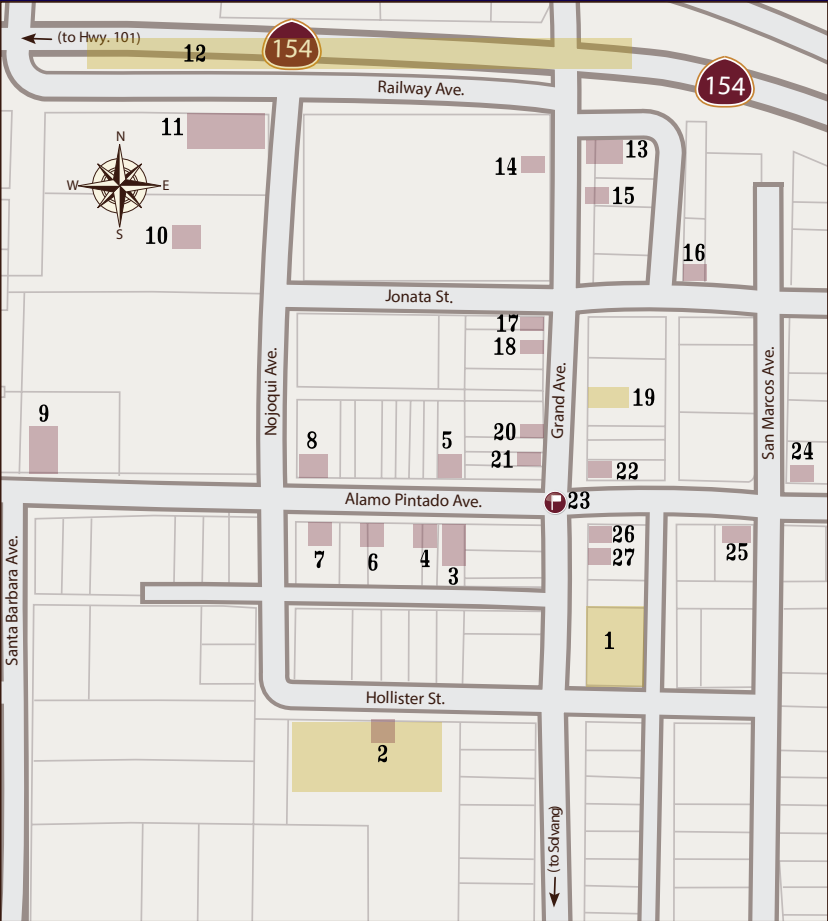 (to Hwy. 101)
12
154
154
Railway Ave.
11
N
W
E
S
10
14
13
15
16
Jonata St.
17
18
Nojoqui Ave.
Grand Ave.
San Marcos Ave.
19
9
8
5
20
21
22
24
Alamo Pintado Ave.
23
7
6
4
3
26
27
25
Santa Barbara Ave.
1
Hollister St.
2
(to Solvang)